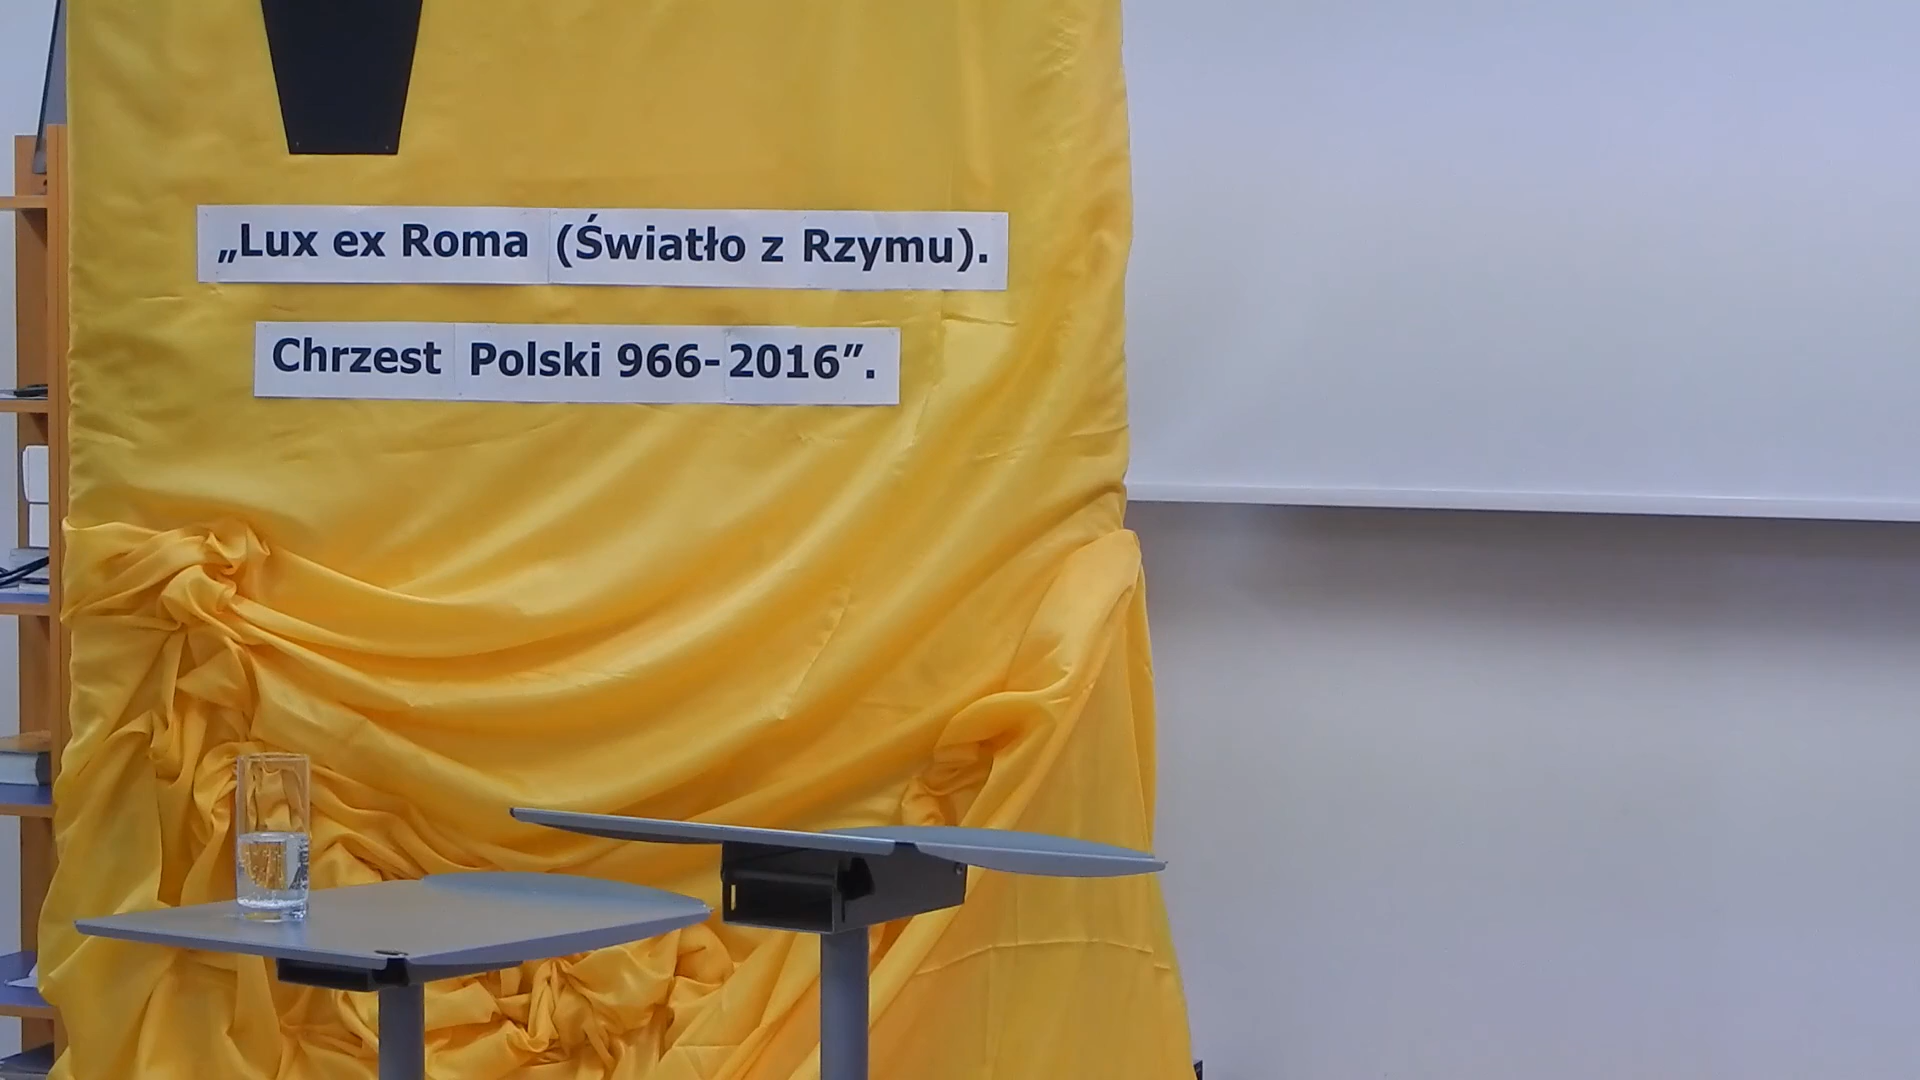 „Lux ex Roma (Światło z Rzymu).
Chrzest Polski 966-2016”.